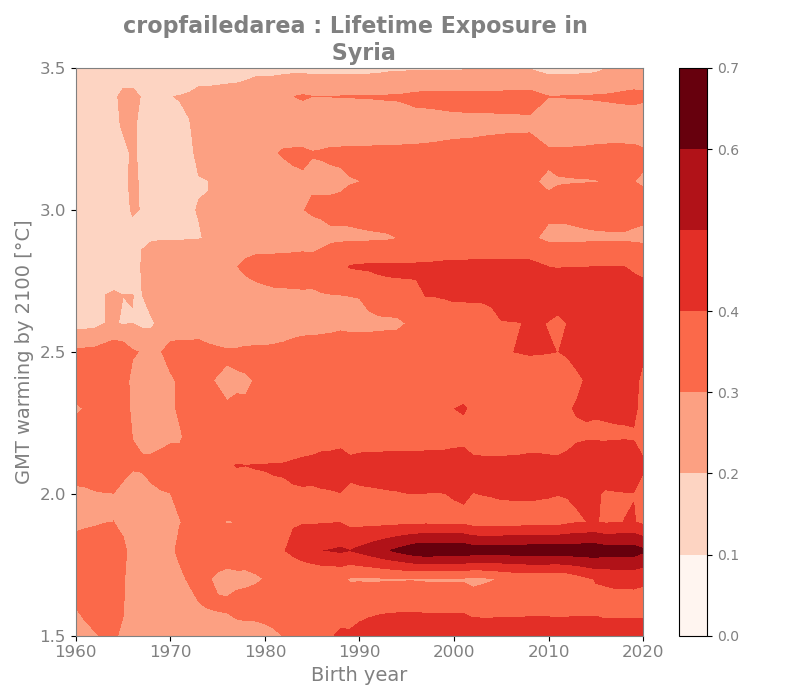 cropfailedarea : Lifetime Exposure in
Syria
3.5
3.0
2.5
2.0
1.5
GMT warming by 2100 [°C]
1960 1970 1980 1990 2000 2010 2020
Birth year
0.7
0.6
0.4
0.3
0.2
0.1
0.0